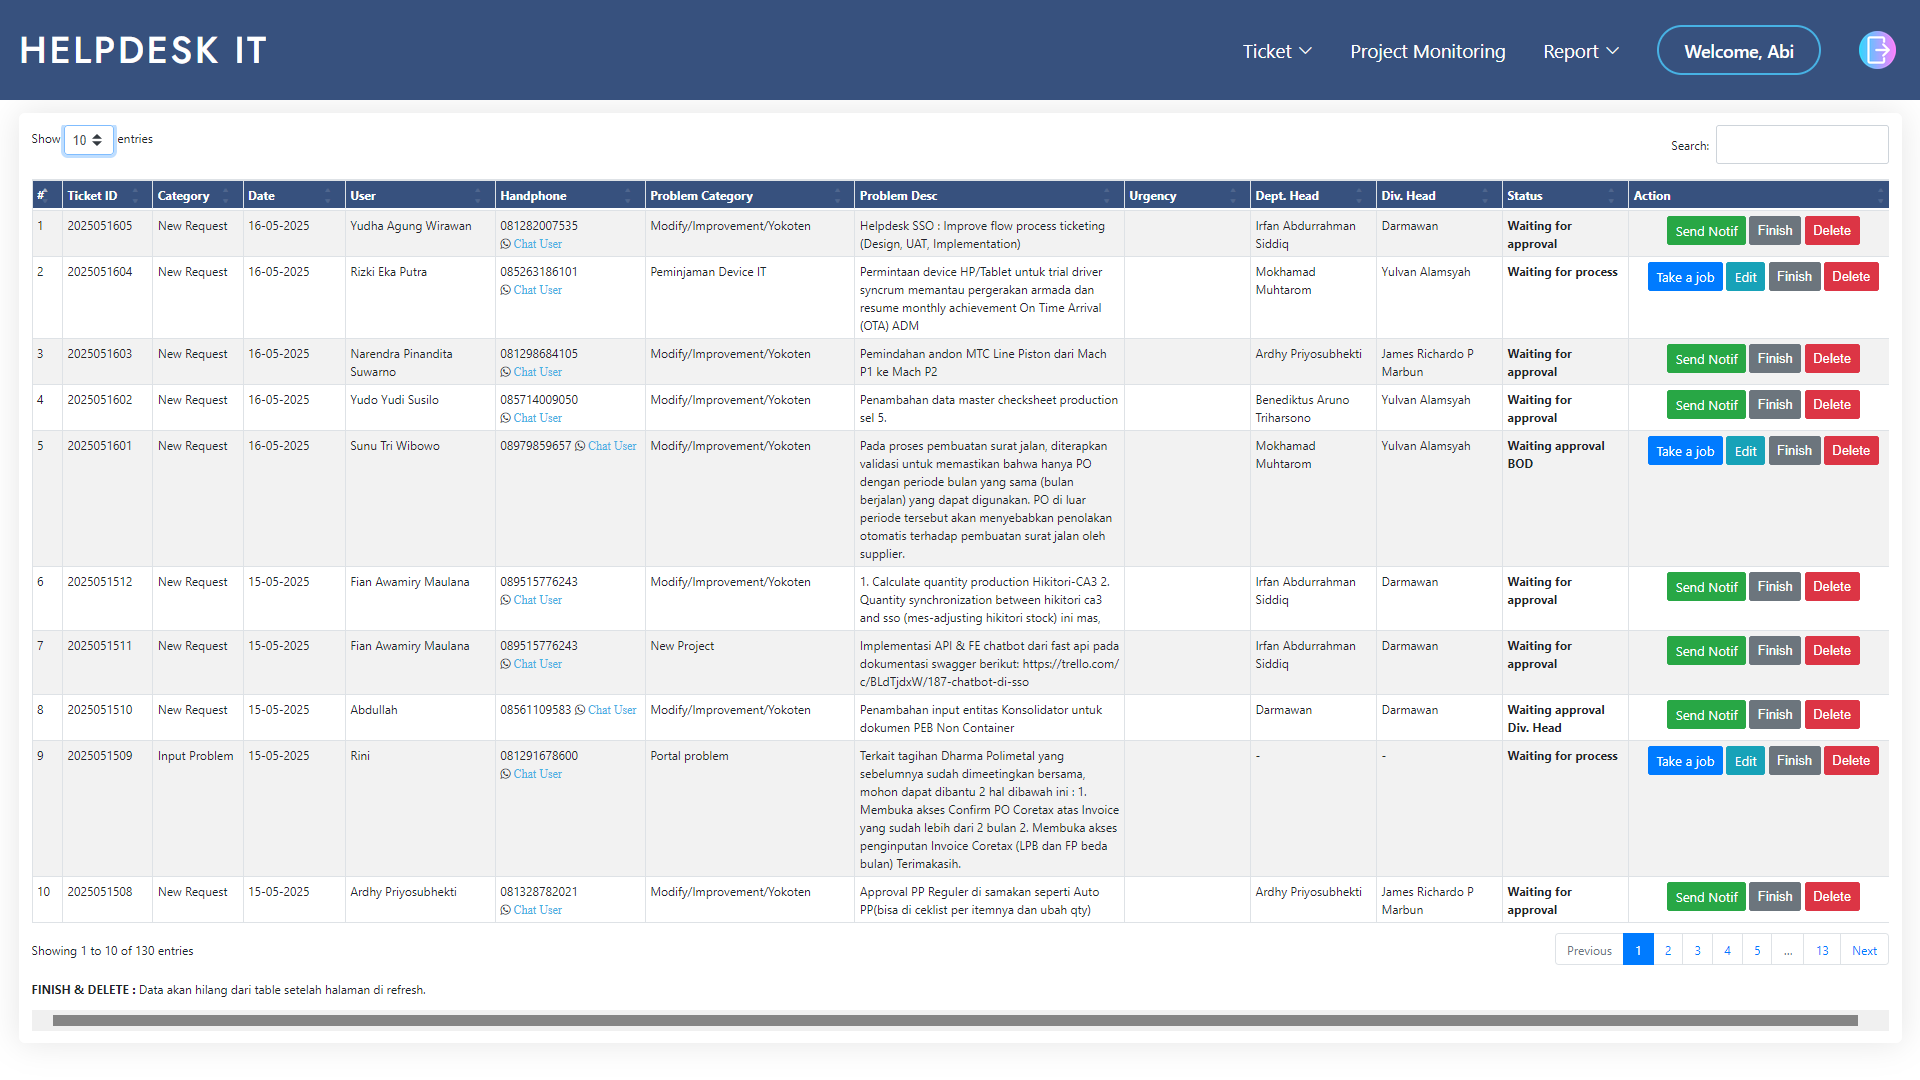 HELPDESK IT
Ticket Project Monitoring Report Welcome, Abi
Show 10 entries
Search:
# Ticket ID Category Date User Handphone Problem Category Problem Desc Urgency Dept. Head Div. Head Status Action
1 2025051605 New Request 16-05-2025 Yudha Agung Wirawan 081282007535 Modify/Improvement/Yokoten Helpdesk SSO : Improve flow process ticketing Irfan Abdurrahman Darmawan Waiting for Send Notif Finish Delete
Chat User (Design, UAT, Implementation) Siddiq approval
2 2025051604 New Request 16-05-2025 Rizki Eka Putra 085263186101 Peminjaman Device IT Permintaan device HP/Tablet untuk trial driver Mokhamad Yulvan Alamsyah Waiting for process Take a job Edit Finish Delete
Chat User syncrum memantau pergerakan armada dan Muhtarom
resume monthly achievement On Time Arrival
(OTA) ADM
3 2025051603 New Request 16-05-2025 Narendra Pinandita 081298684105 Modify/Improvement/Yokoten Pemindahan andon MTC Line Piston dari Mach Ardhy Priyosubhekti James Richardo P Waiting for Send Notif Finish Delete
Suwarno Chat User P1 ke Mach P2 Marbun approval
4 2025051602 New Request 16-05-2025 Yudo Yudi Susilo 085714009050 Modify/Improvement/Yokoten Penambahan data master checksheet production Benediktus Aruno Yulvan Alamsyah Waiting for Send Notif Finish Delete
Chat User sel 5. Triharsono approval
5 2025051601 New Request 16-05-2025 Sunu Tri Wibowo 08979859657 Chat User Modify/Improvement/Yokoten Pada proses pembuatan surat jalan, diterapkan Mokhamad Yulvan Alamsyah Waiting approval Take a job Edit Finish Delete
validasi untuk memastikan bahwa hanya PO Muhtarom BOD
dengan periode bulan yang sama (bulan
berjalan) yang dapat digunakan. PO di luar
periode tersebut akan menyebabkan penolakan
otomatis terhadap pembuatan surat jalan oleh
supplier.
6 2025051512 New Request 15-05-2025 Fian Awamiry Maulana 089515776243 Modify/Improvement/Yokoten 1. Calculate quantity production Hikitori-CA3 2. Irfan Abdurrahman Darmawan Waiting for Send Notif Finish Delete
Chat User Quantity synchronization between hikitori ca3 Siddiq approval
and sso (mes-adjusting hikitori stock) ini mas,
7 2025051511 New Request 15-05-2025 Fian Awamiry Maulana 089515776243 New Project Implementasi API & FE chatbot dari fast api pada Irfan Abdurrahman Darmawan Waiting for Send Notif Finish Delete
Chat User dokumentasi swagger berikut: https://trello.com/ Siddiq approval
c/BLdTjdxW/187-chatbot-di-sso
8 2025051510 New Request 15-05-2025 Abdullah 08561109583 Chat User Modify/Improvement/Yokoten Penambahan input entitas Konsolidator untuk Darmawan Darmawan Waiting approval Send Notif Finish Delete
dokumen PEB Non Container Div. Head
9 2025051509 Input Problem 15-05-2025 Rini 081291678600 Portal problem Terkait tagihan Dharma Polimetal yang - - Waiting for process Take a job Edit Finish Delete
Chat User sebelumnya sudah dimeetingkan bersama,
mohon dapat dibantu 2 hal dibawah ini : 1.
Membuka akses Confirm PO Coretax atas Invoice
yang sudah lebih dari 2 bulan 2. Membuka akses
penginputan Invoice Coretax (LPB dan FP beda
bulan) Terimakasih.
10 2025051508 New Request 15-05-2025 Ardhy Priyosubhekti 081328782021 Modify/Improvement/Yokoten Approval PP Reguler di samakan seperti Auto Ardhy Priyosubhekti James Richardo P Waiting for Send Notif Finish Delete
Chat User PP(bisa di ceklist per itemnya dan ubah qty) Marbun approval
Showing 1 to 10 of 130 entries
Previous 1 2 3 4 5 ... 13 Next
FINISH & DELETE : Data akan hilang dari table setelah halaman di refresh.